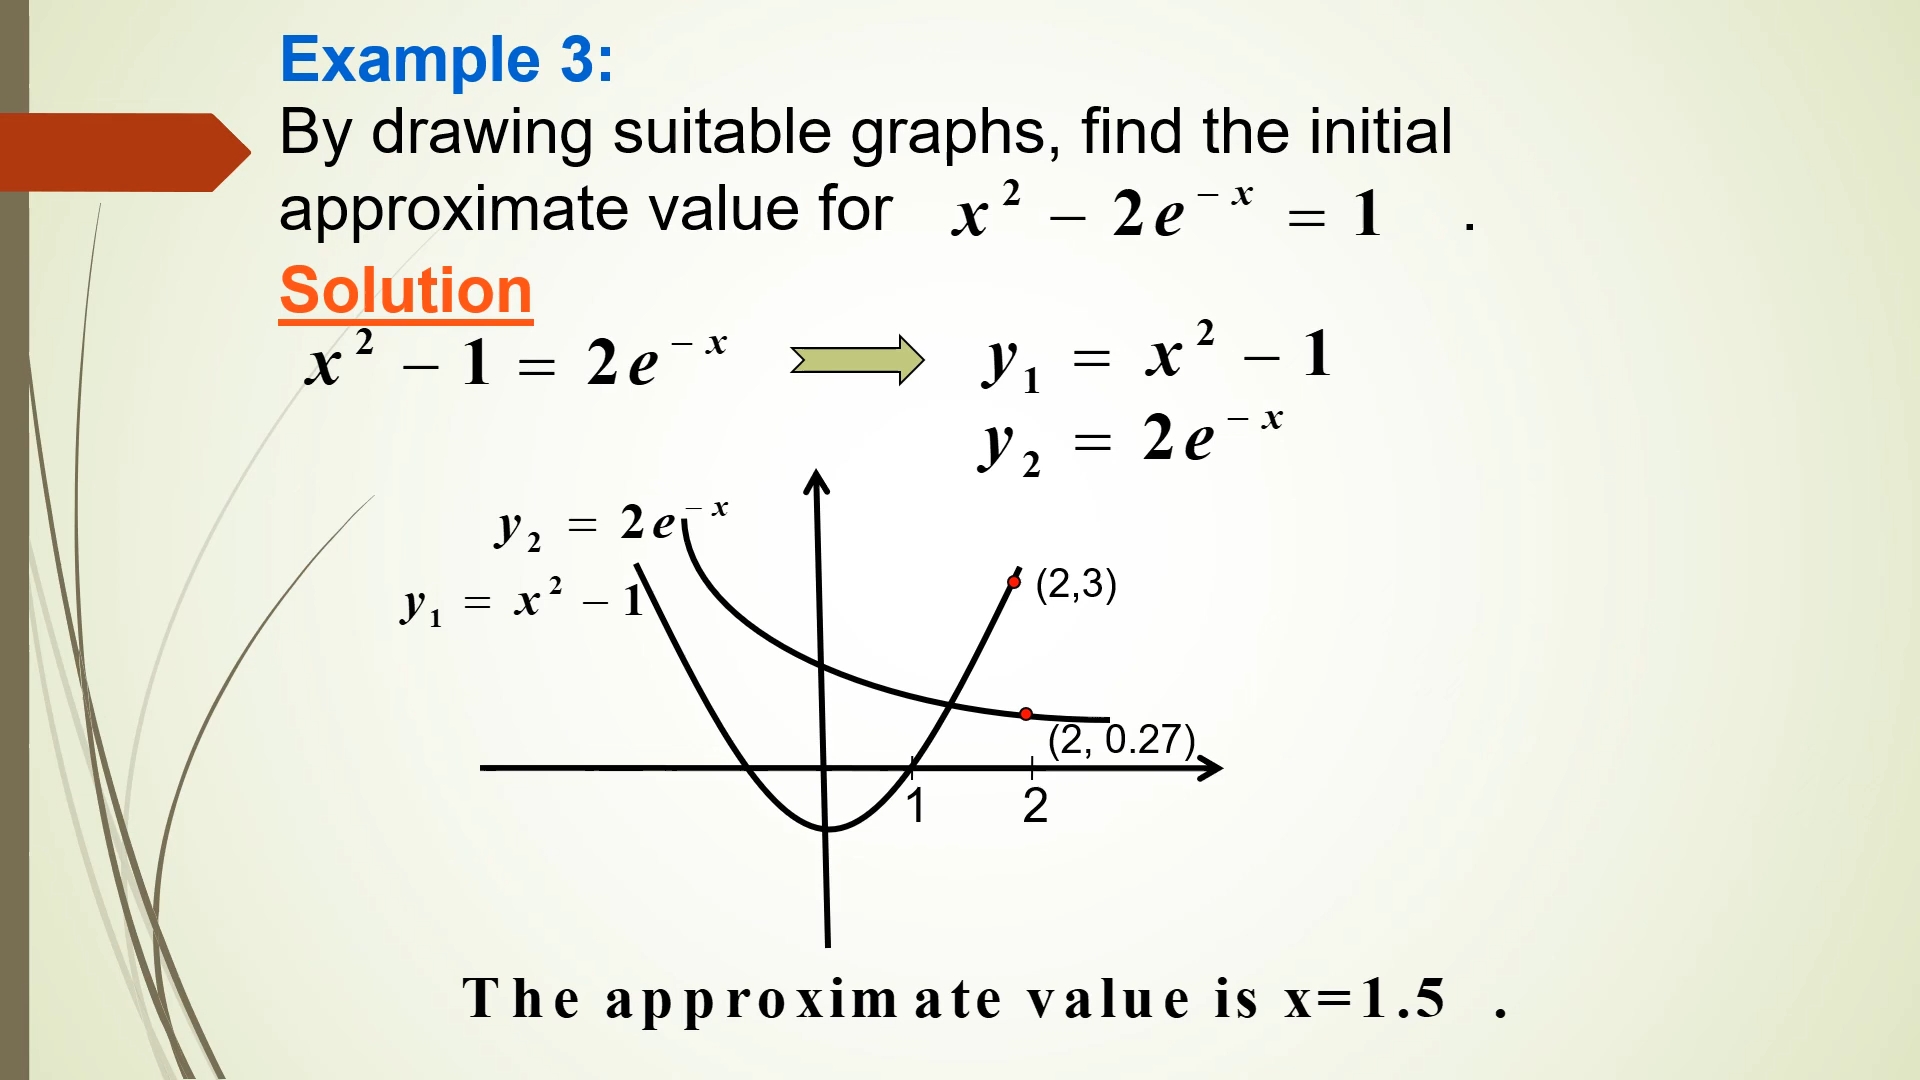 Example 3:
By drawing suitable graphs, find the initial
approximate value for x² − 2e⁻ˣ = 1 .
Solution
x² − 1 = 2e⁻ˣ
y₁ = x² − 1
y₂ = 2e⁻ˣ
y₂ = 2e⁻ˣ
y₁ = x² − 1
(2,3)
(2, 0.27)
1 2
The approximate value is x=1.5 .